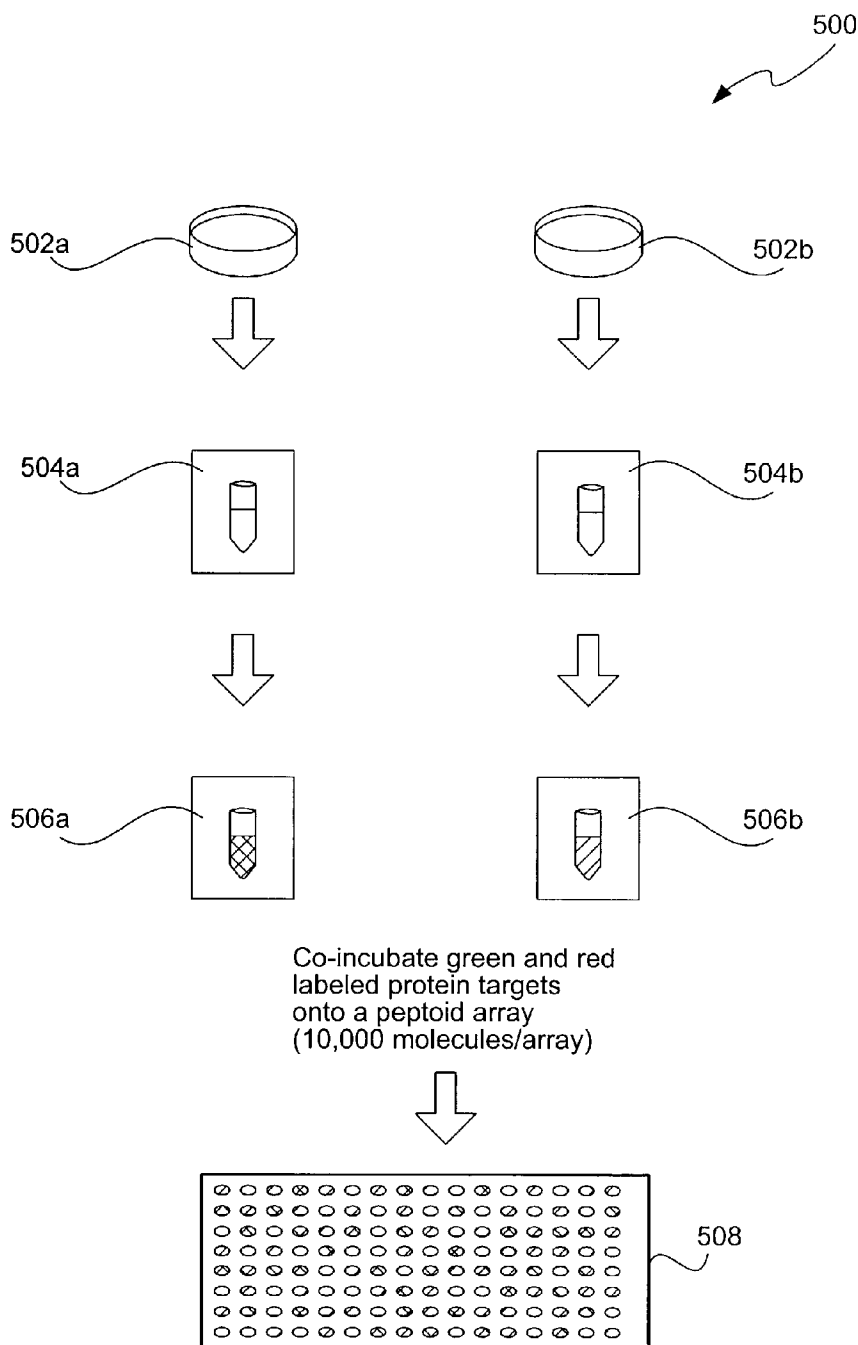 500
502a
502b
504a
504b
506a
506b
Co-incubate green and red
labeled protein targets
onto a peptoid array
(10,000 molecules/array)
508